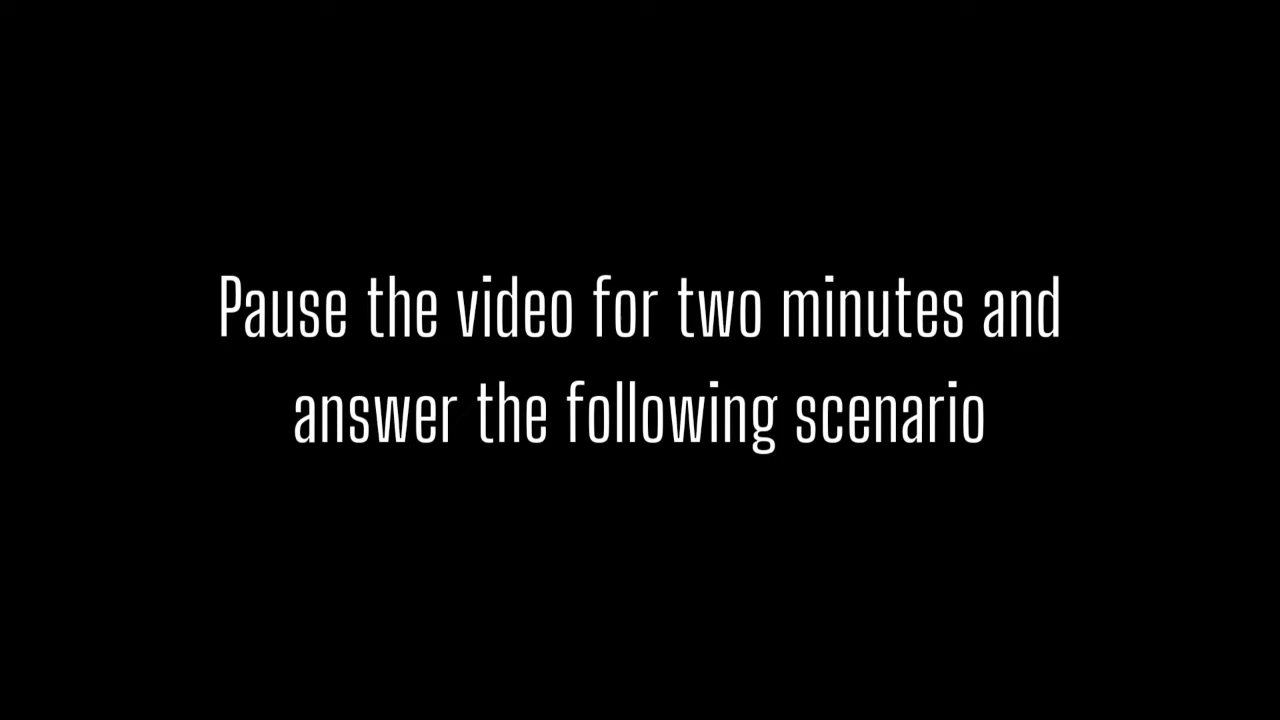 Pause the video for two minutes and
answer the following scenario